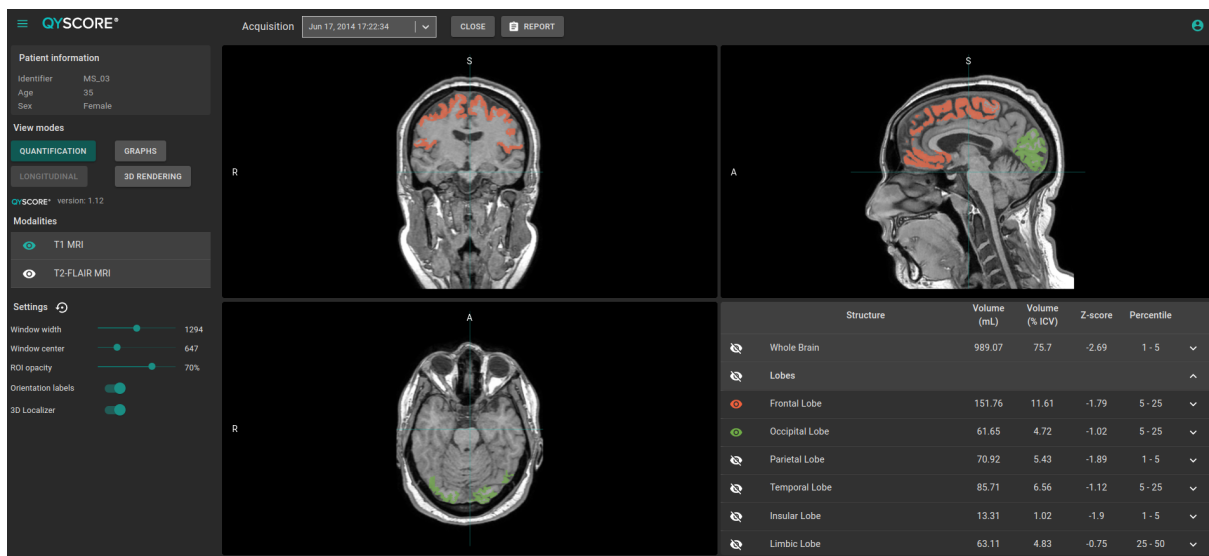 QYSCORE®
Acquisition Jun 17, 2014 17:22:34 CLOSE REPORT
Patient information
Identifier MS_03
Age 35
Sex Female
View modes
QUANTIFICATION GRAPHS
LONGITUDINAL 3D RENDERING
QYSCORE® version: 1.12
Modalities
T1 MRI
T2-FLAIR MRI
Settings
Window width 1294
Window center 647
ROI opacity 70%
Orientation labels
3D Localizer
S
R
S
A
A
R
Structure Volume (mL) Volume (% ICV) Z-score Percentile
Whole Brain 989.07 75.7 -2.69 1 - 5
Lobes
Frontal Lobe 151.76 11.61 -1.79 5 - 25
Occipital Lobe 61.65 4.72 -1.02 5 - 25
Parietal Lobe 70.92 5.43 -1.89 1 - 5
Temporal Lobe 85.71 6.56 -1.12 5 - 25
Insular Lobe 13.31 1.02 -1.9 1 - 5
Limbic Lobe 63.11 4.83 -0.75 25 - 50